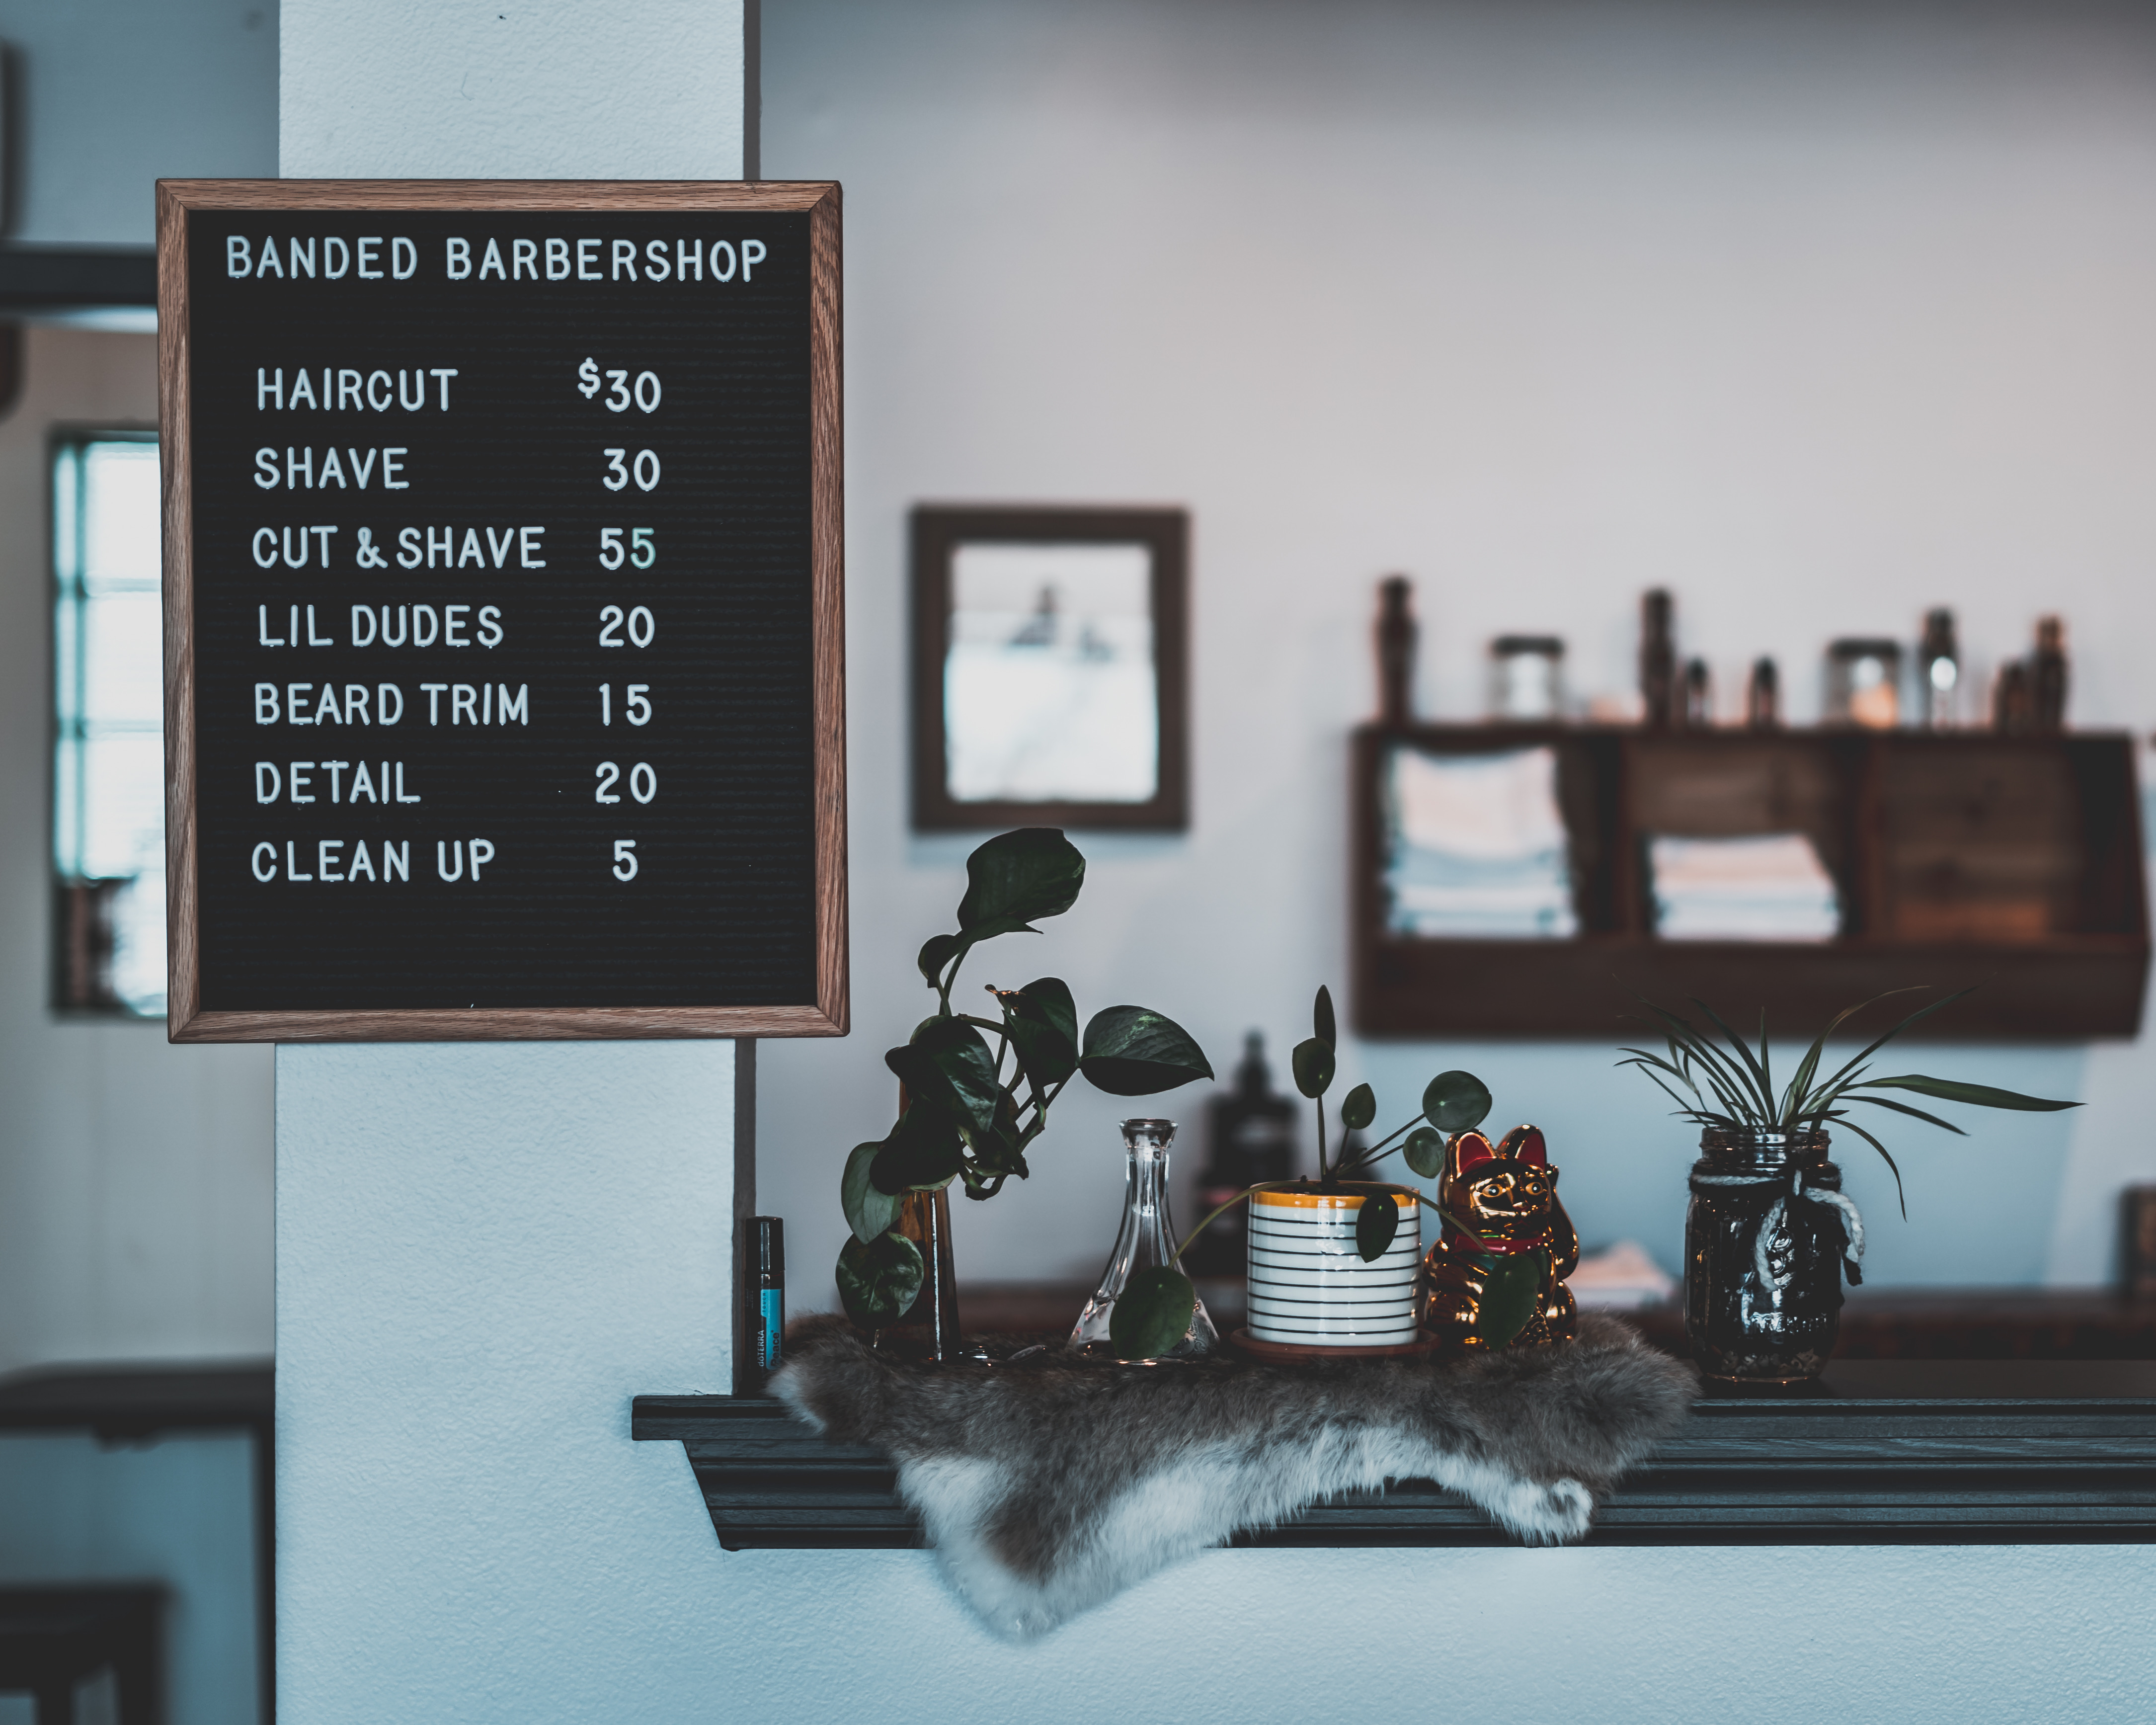 BANDED BARBERSHOP
HAIRCUT $30
SHAVE 30
CUT & SHAVE 55
LIL DUDES 20
BEARD TRIM 15
DETAIL 20
CLEAN UP 5
dōTERRA